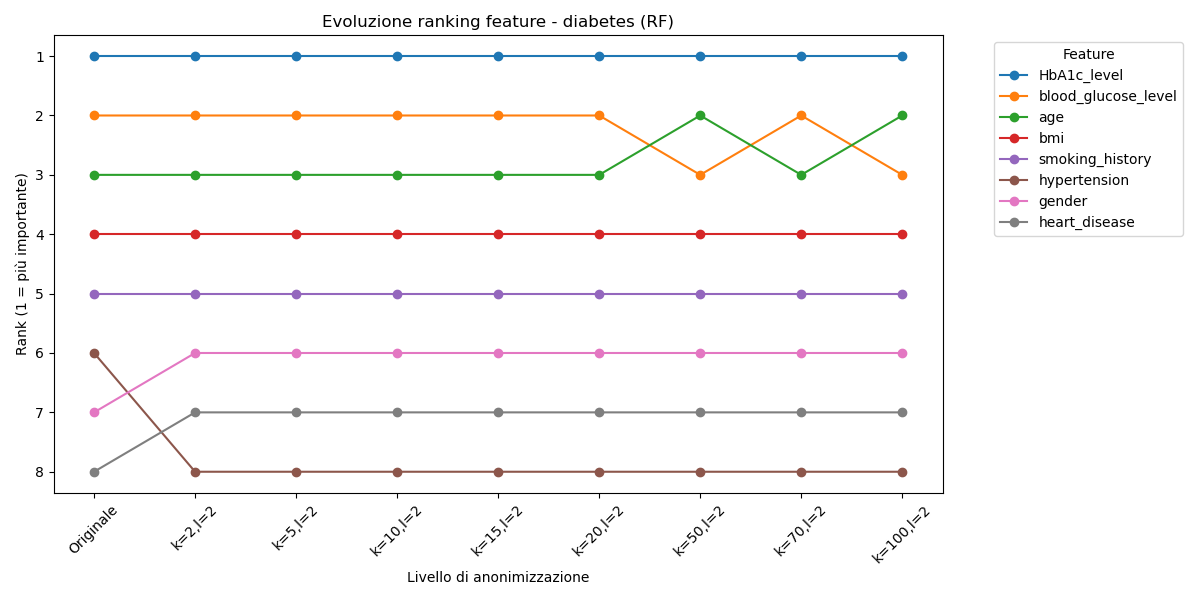 Evoluzione ranking feature - diabetes (RF)
Rank (1 = più importante)
1
2
3
4
5
6
7
8
Originale
k=2,l=2
k=5,l=2
k=10,l=2
k=15,l=2
k=20,l=2
k=50,l=2
k=70,l=2
k=100,l=2
Livello di anonimizzazione
Feature
HbA1c_level
blood_glucose_level
age
bmi
smoking_history
hypertension
gender
heart_disease